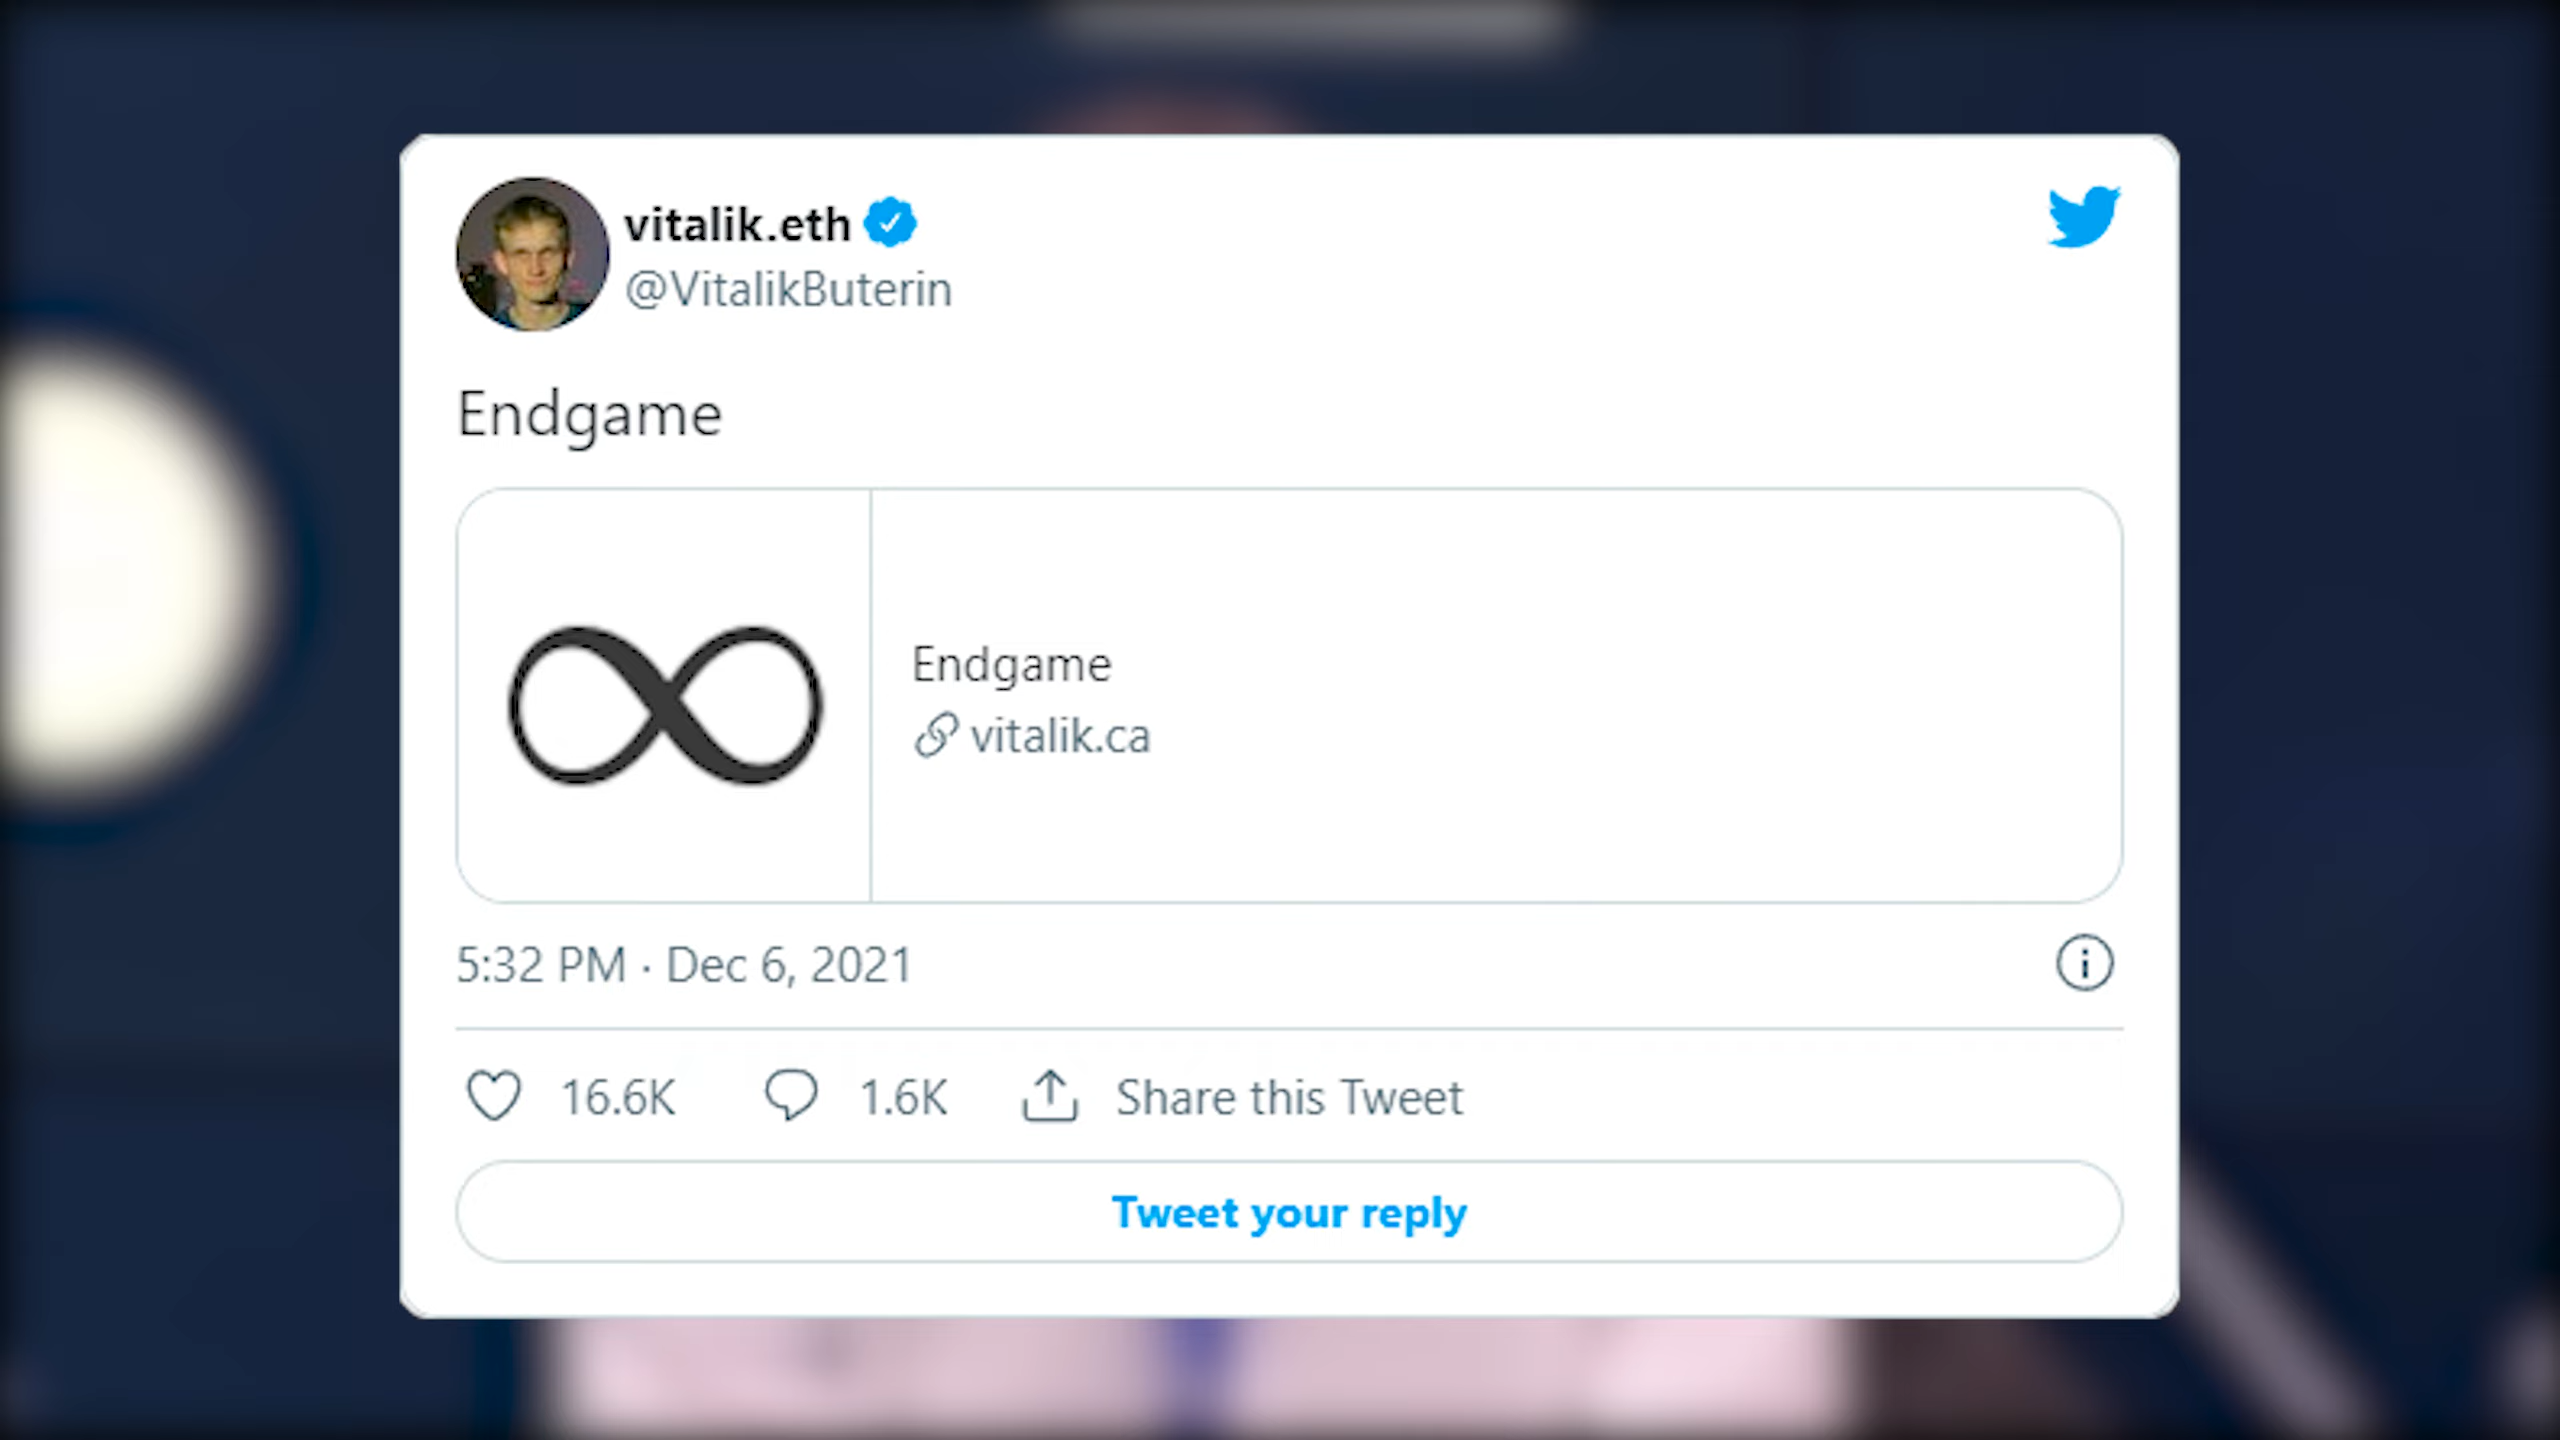 vitalik.eth
@VitalikButerin
Endgame
Endgame
vitalik.ca
5:32 PM · Dec 6, 2021
16.6K 1.6K Share this Tweet
Tweet your reply